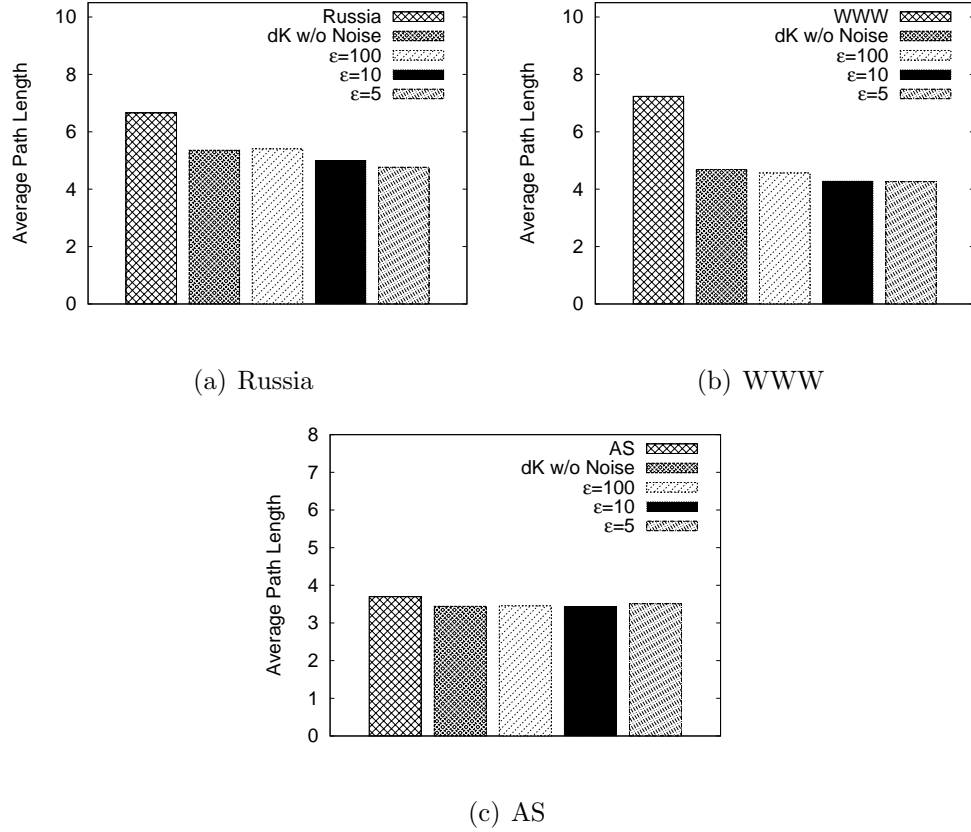 Average Path Length
10
8
6
4
2
0
Russia
dK w/o Noise
ε=100
ε=10
ε=5
(a) Russia
Average Path Length
10
8
6
4
2
0
WWW
dK w/o Noise
ε=100
ε=10
ε=5
(b) WWW
Average Path Length
8
7
6
5
4
3
2
1
0
AS
dK w/o Noise
ε=100
ε=10
ε=5
(c) AS